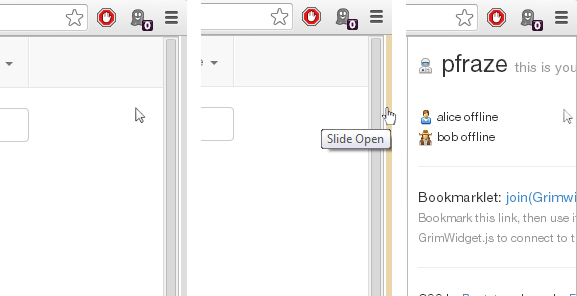 0
0
0
Slide Open
pfraze this is you
alice offline
bob offline
Bookmarklet: join(Grimwi
Bookmark this link, then use i
GrimWidget.js to connect to t